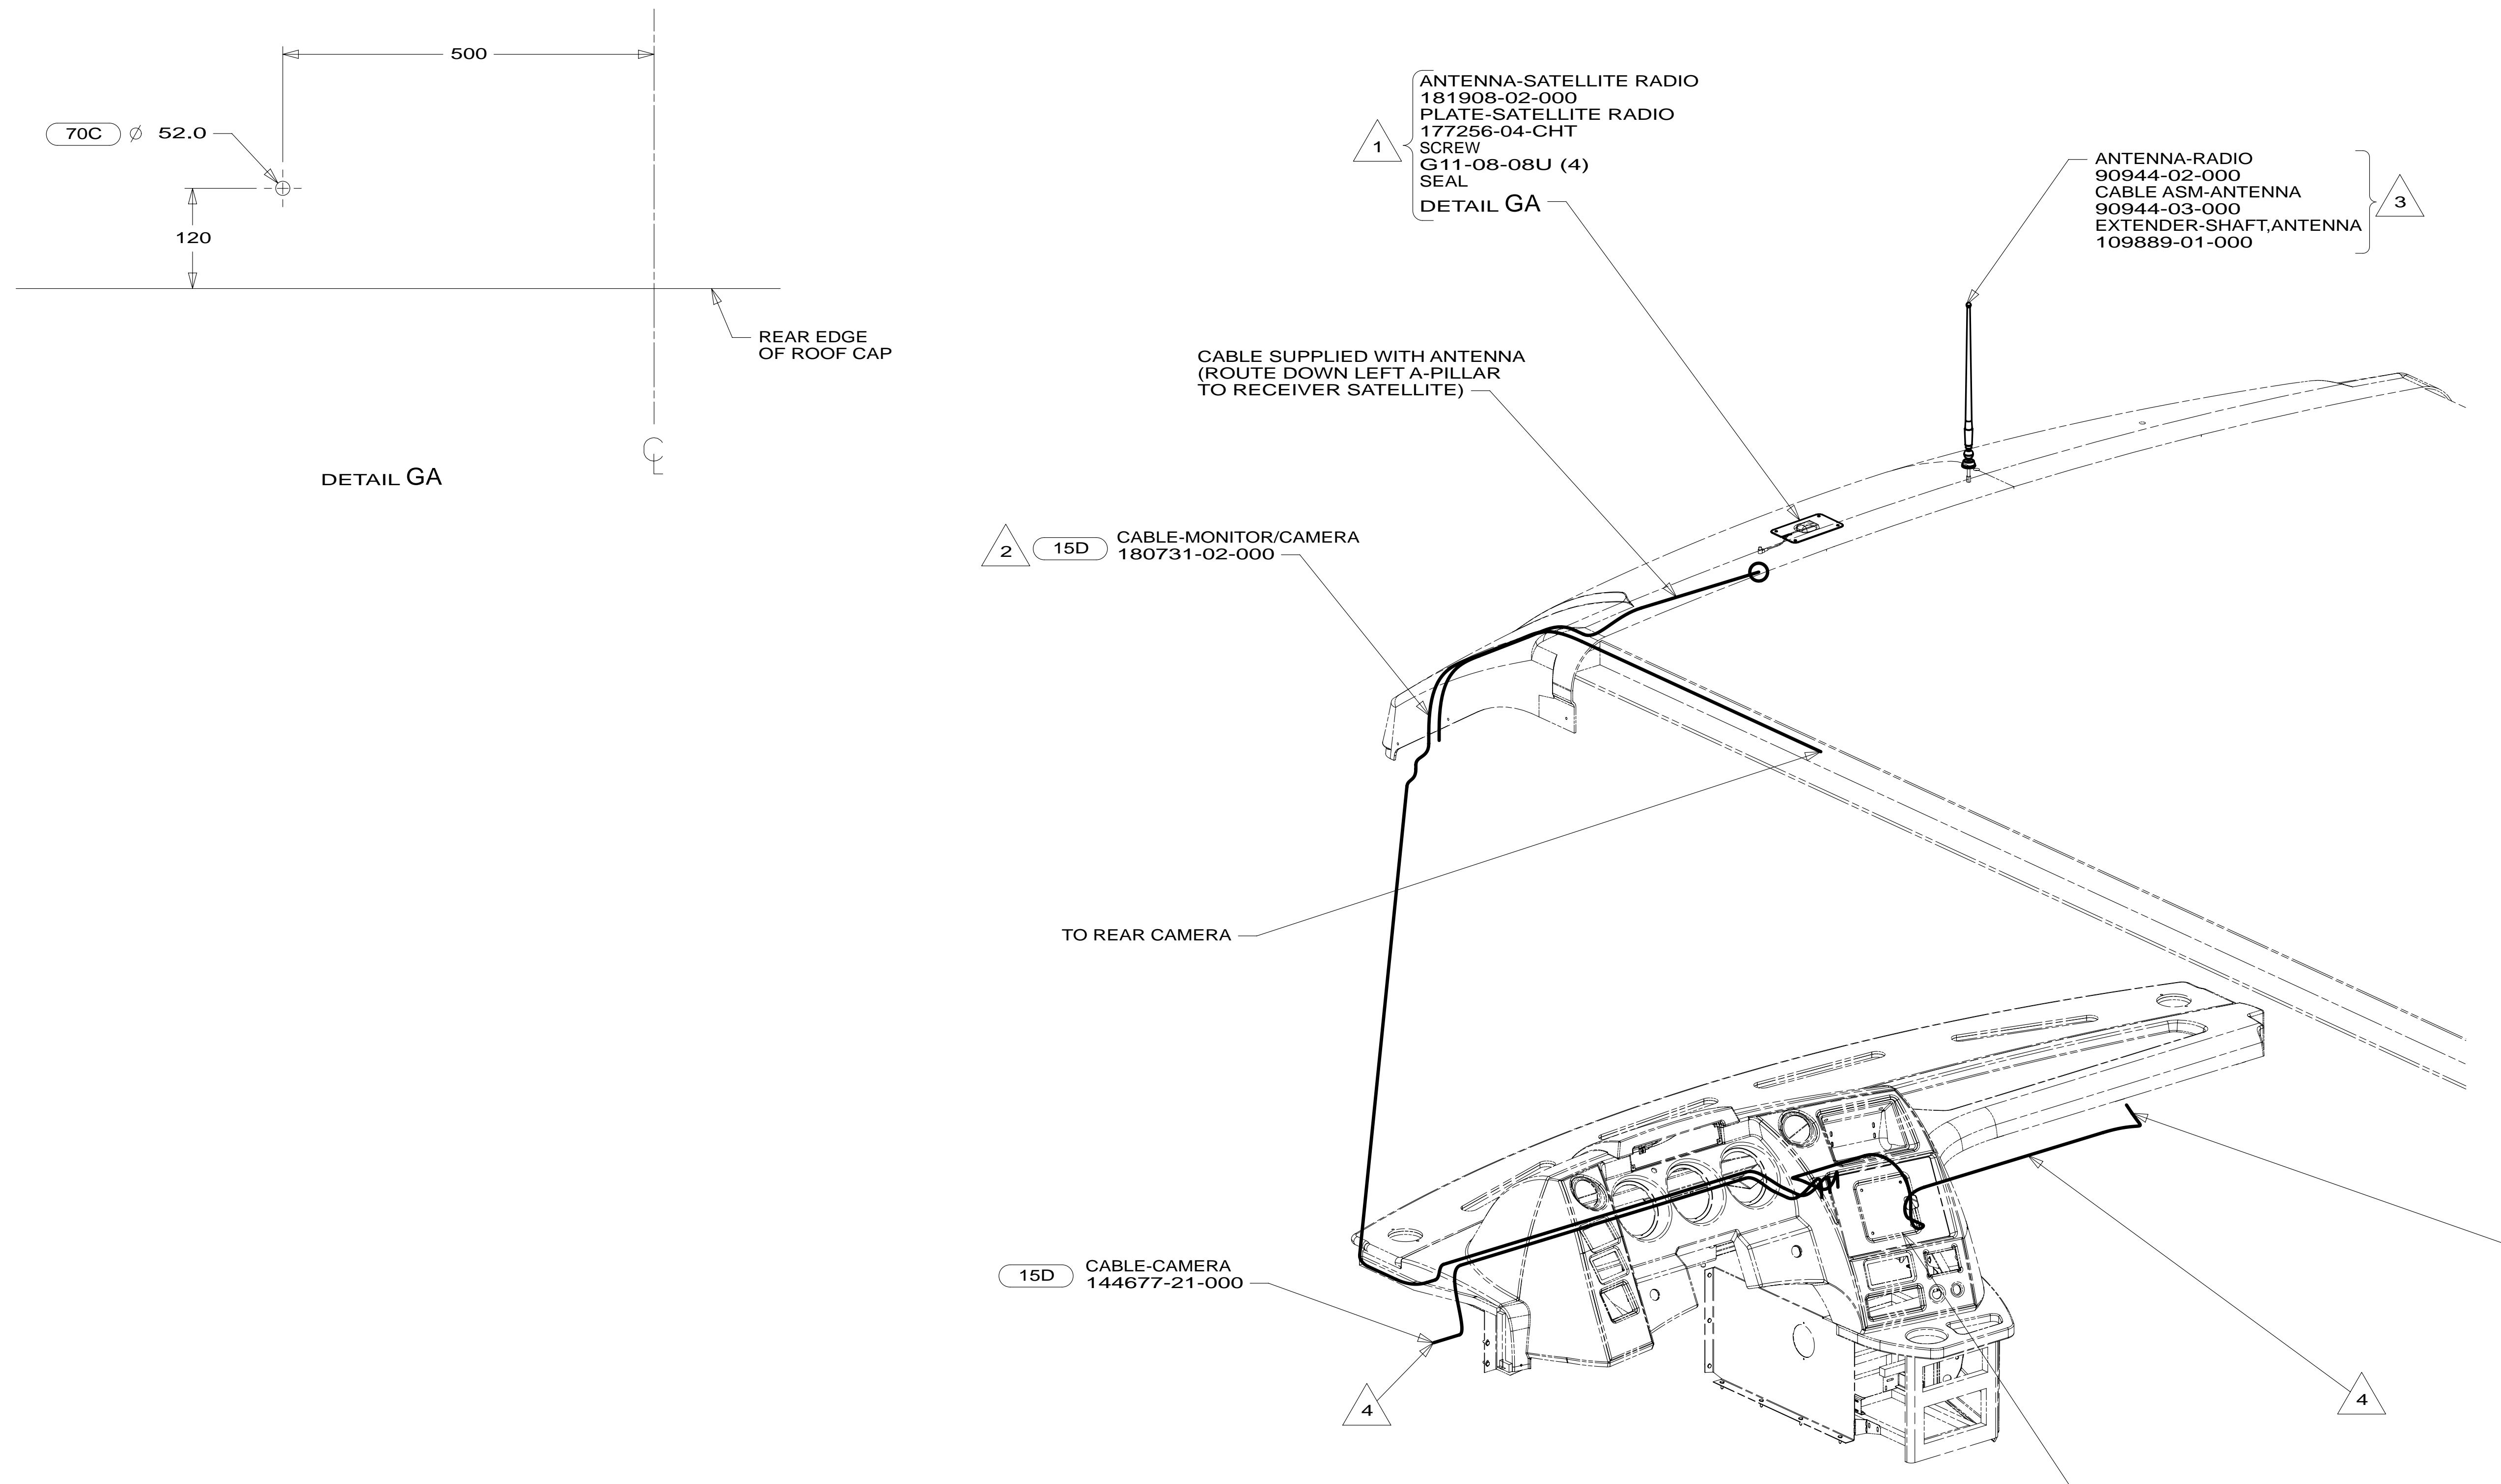 500
70C ⌀ 52.0
120
REAR EDGE
OF ROOF CAP
℄
DETAIL GA
1
ANTENNA-SATELLITE RADIO
181908-02-000
PLATE-SATELLITE RADIO
177256-04-CHT
SCREW
G11-08-08U (4)
SEAL
DETAIL GA
ANTENNA-RADIO
90944-02-000
CABLE ASM-ANTENNA
90944-03-000
EXTENDER-SHAFT,ANTENNA
109889-01-000
3
CABLE SUPPLIED WITH ANTENNA
(ROUTE DOWN LEFT A-PILLAR
TO RECEIVER SATELLITE)
2 15D CABLE-MONITOR/CAMERA
180731-02-000
TO REAR CAMERA
15D CABLE-CAMERA
144677-21-000
4
4